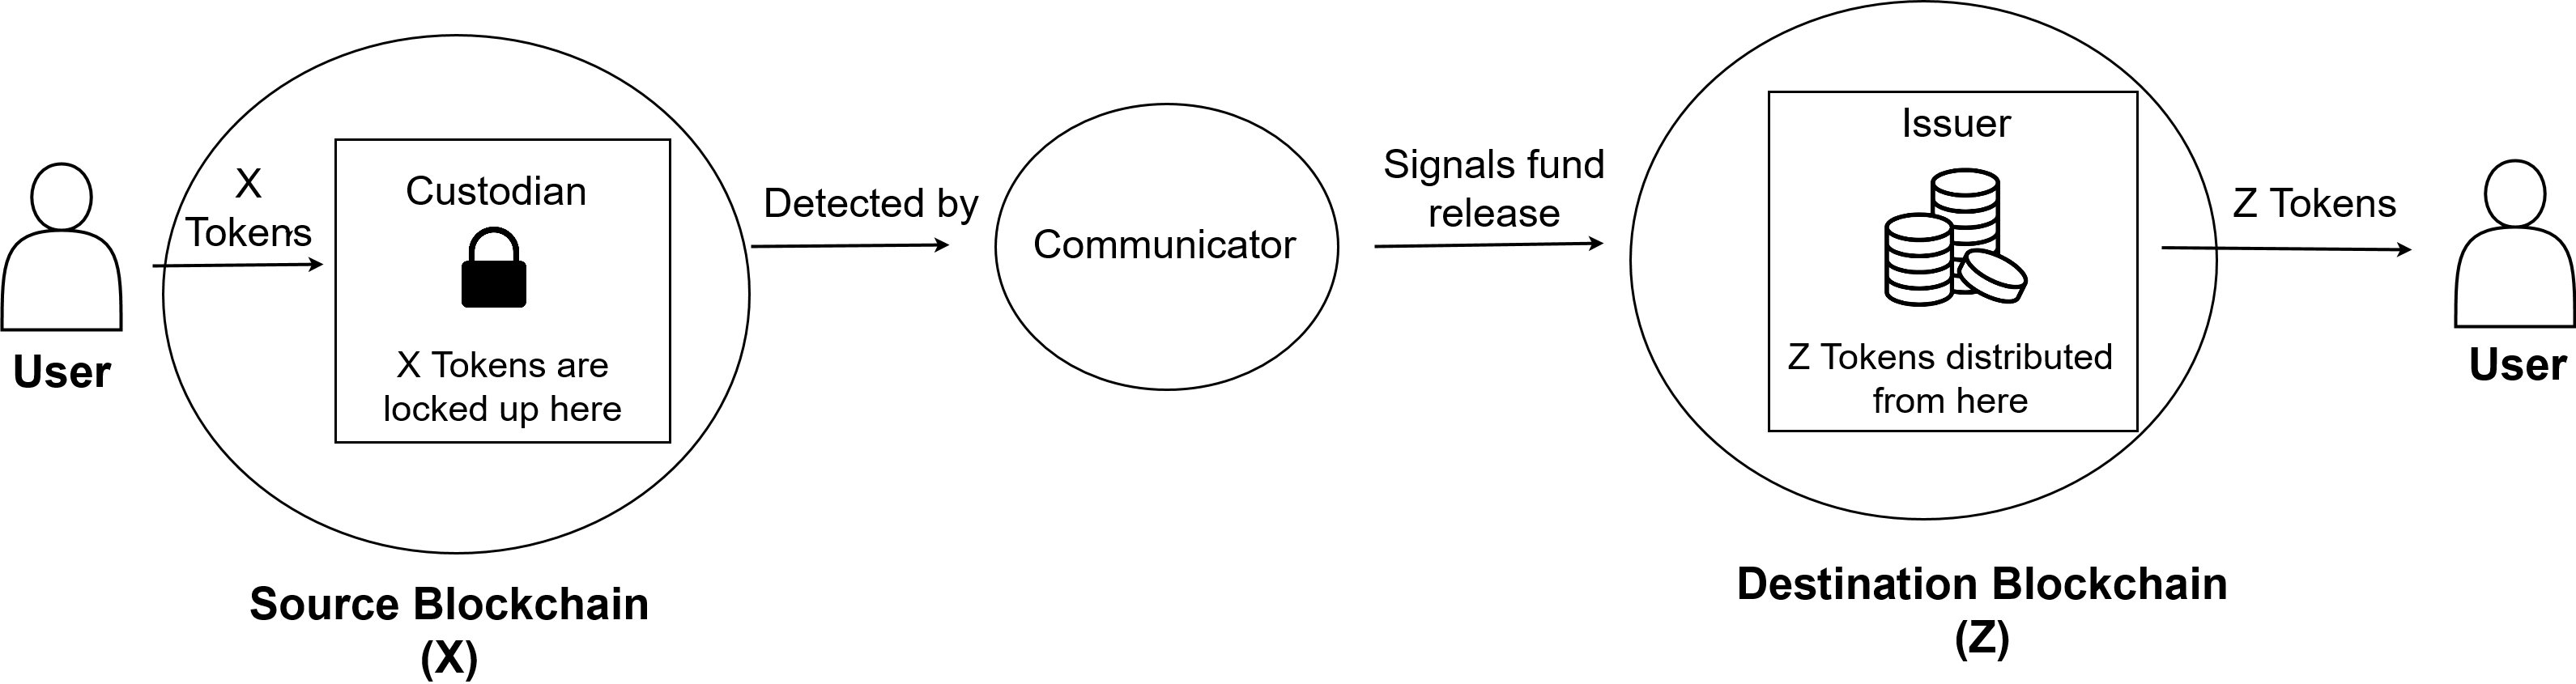 User
X
Tokens
Custodian
X Tokens are
locked up here
Source Blockchain
(X)
Detected by
Communicator
Signals fund
release
Issuer
Z Tokens distributed
from here
Destination Blockchain
(Z)
Z Tokens
User